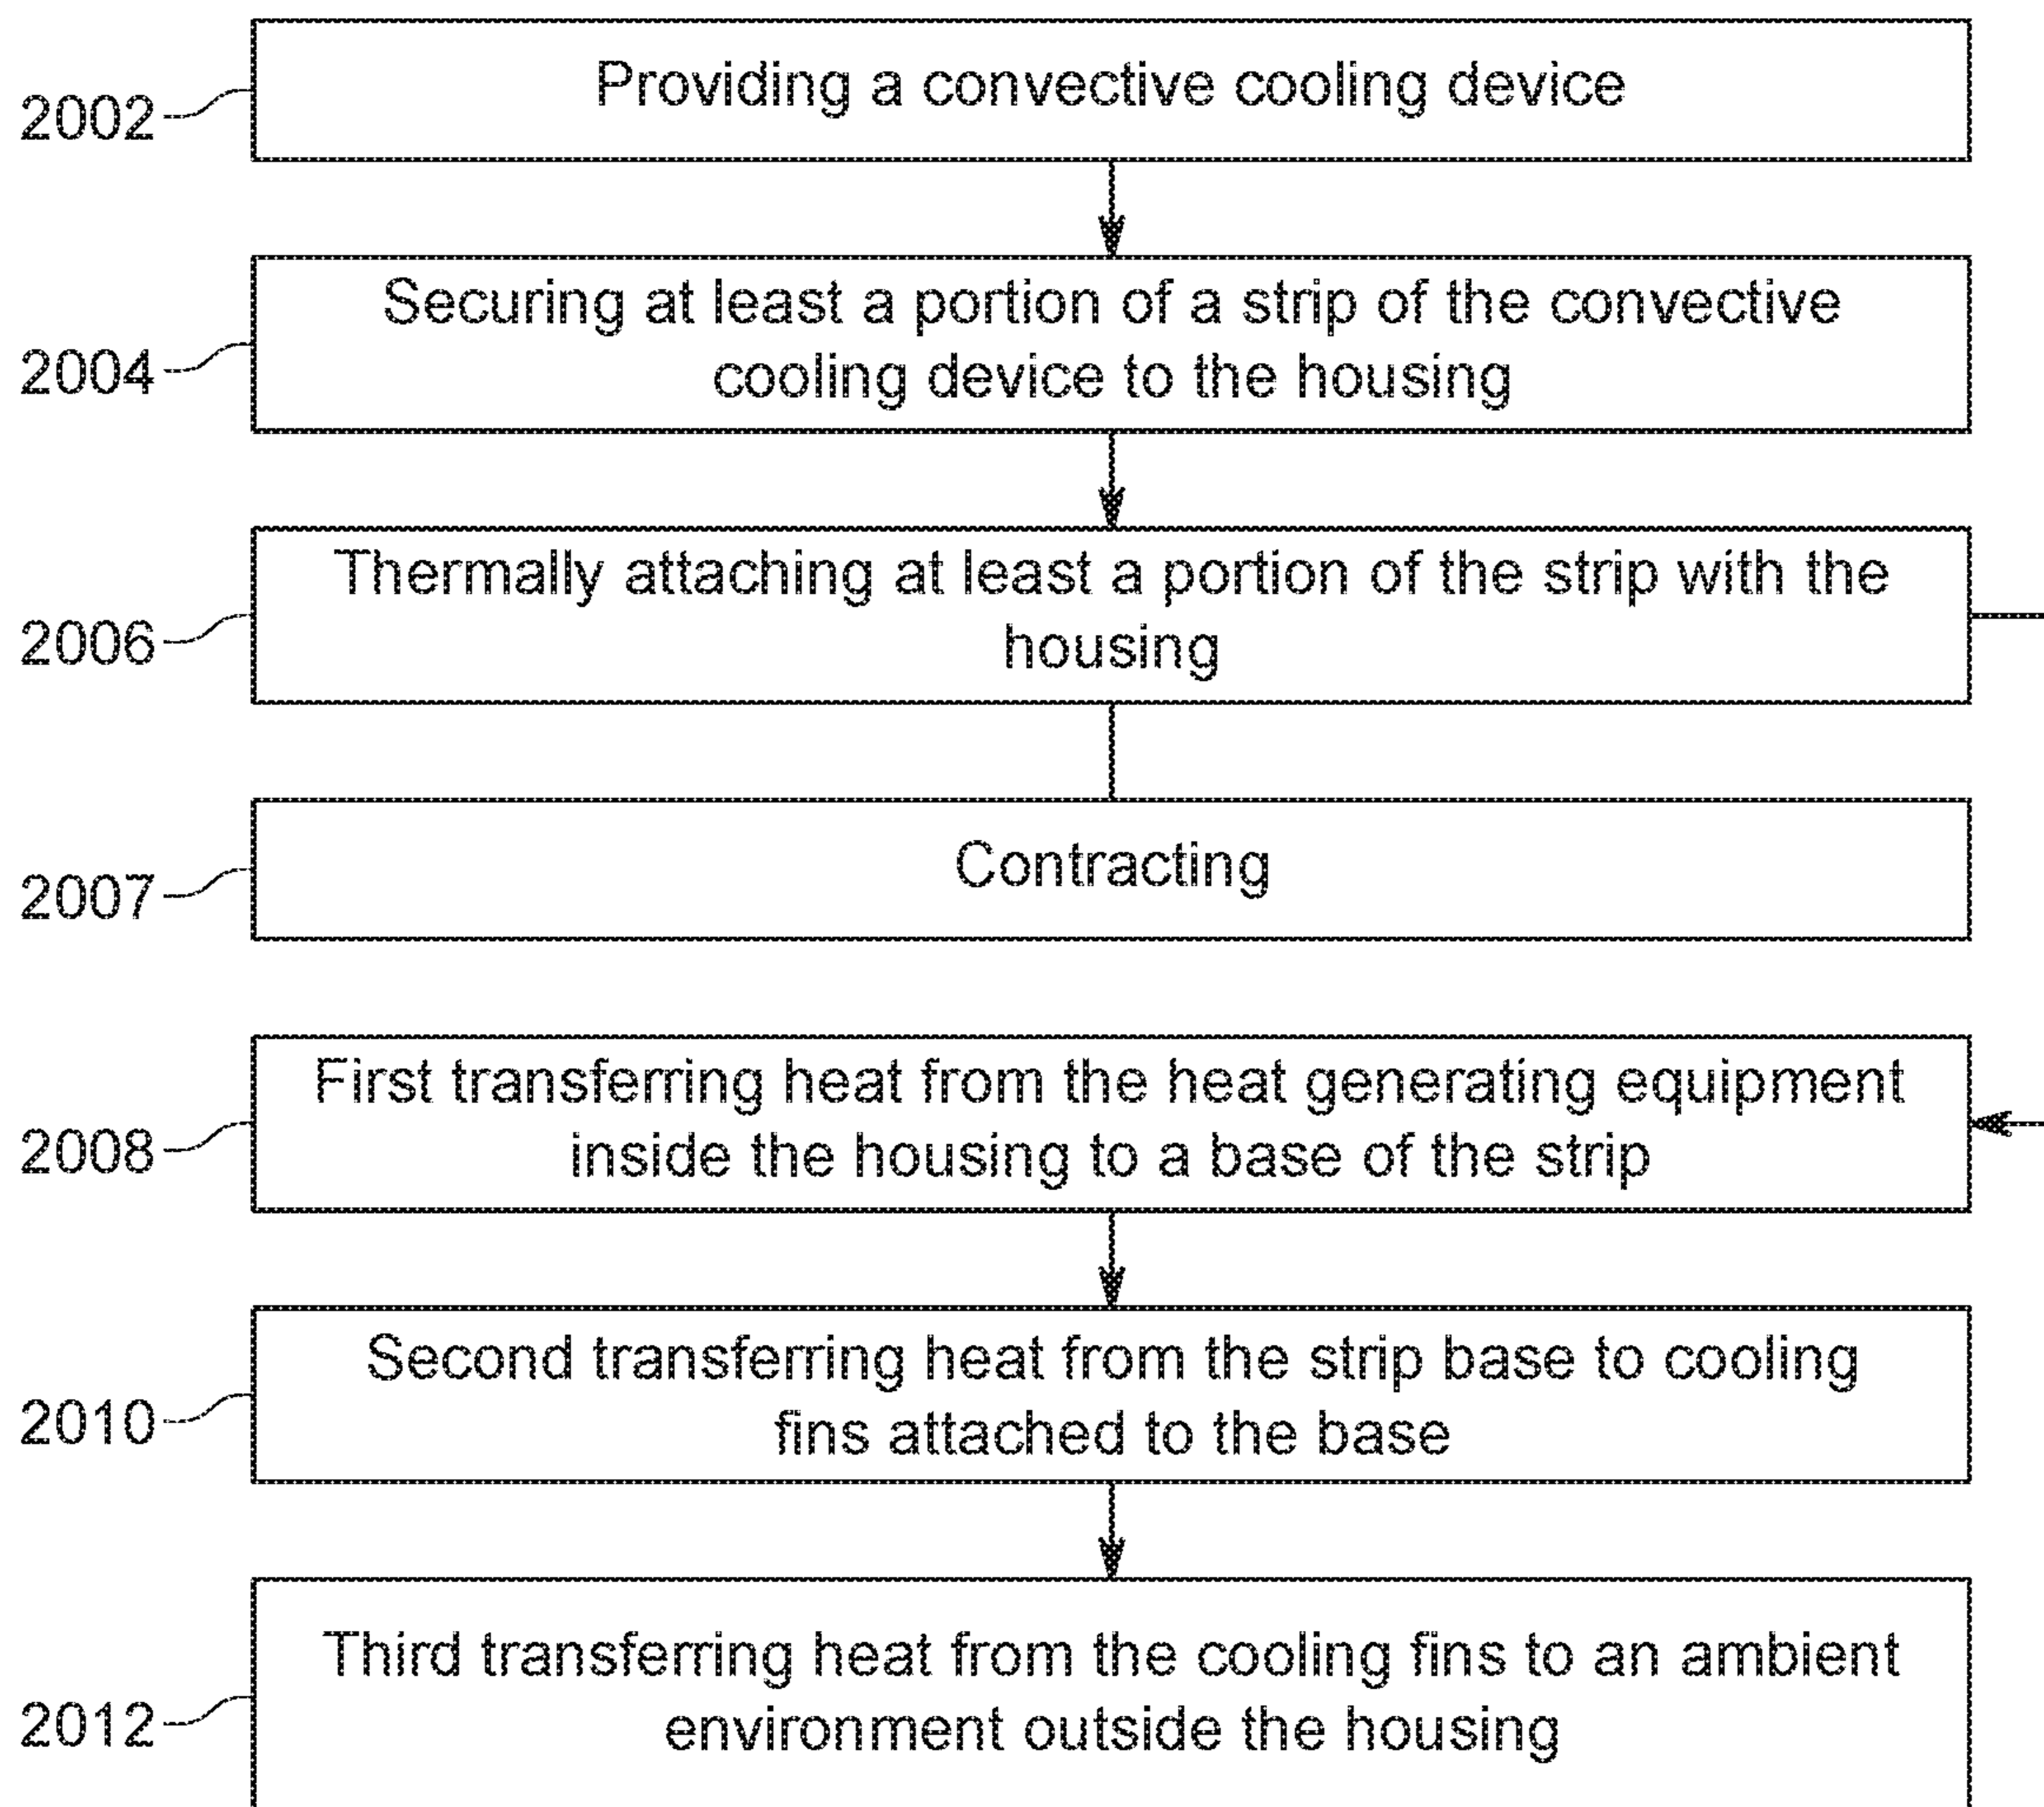 Providing a convective cooling device
2002
Securing at least a portion of a strip of the convective
cooling device to the housing
2004
Thermally attaching at least a portion of the strip with the
housing
2006
Contracting
2007
First transferring heat from the heat generating equipment
inside the housing to a base of the strip
2008
Second transferring heat from the strip base to cooling
fins attached to the base
2010
Third transferring heat from the cooling fins to an ambient
environment outside the housing
2012